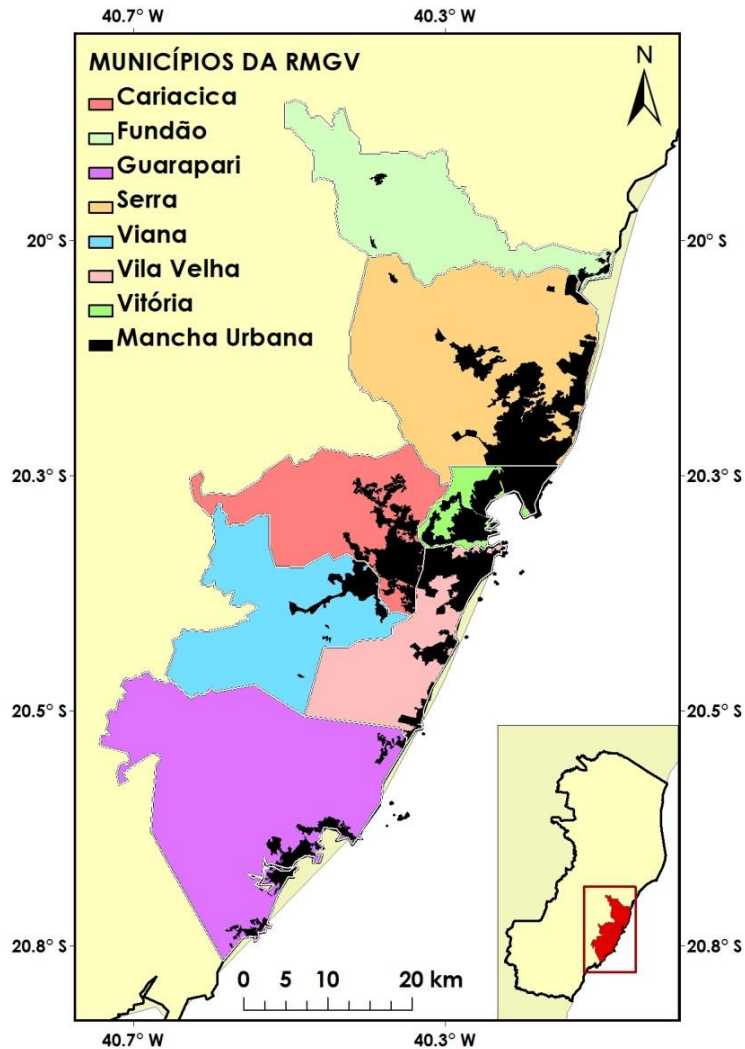 40.7° W 40.3° W
MUNICÍPIOS DA RMGV
N
Cariacica
Fundão
Guarapari
Serra
Viana
Vila Velha
Vitória
Mancha Urbana
20° S 20° S
20.3° S 20.3° S
20.5° S 20.5° S
20.8° S 20.8° S
0 5 10 20 km
40.7° W 40.3° W